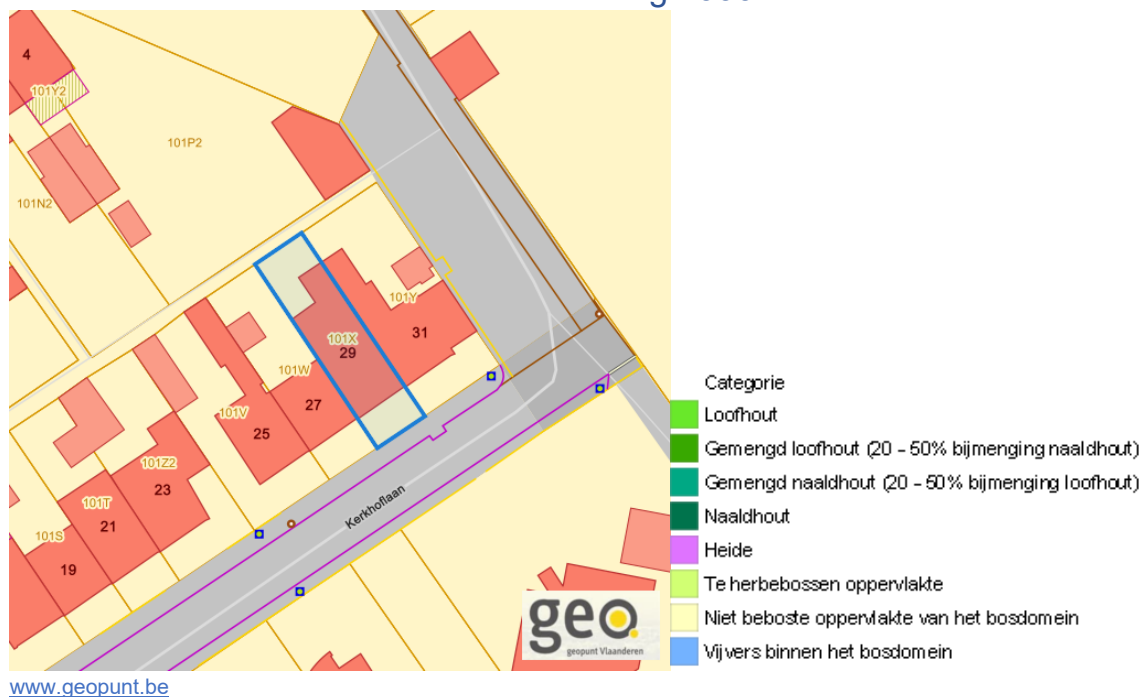 4
101Y2
101P2
101N2
101Y
31
101X
29
101W
27
101V
25
101Z2
23
101T
21
101S
19
Kerkhoflaan
geo.
geopunt Vlaanderen
Categorie
Loofhout
Gemengd loofhout (20 - 50% bijmenging naaldhout)
Gemengd naaldhout (20 - 50% bijmenging loofhout)
Naaldhout
Heide
Te herbebossen oppervlakte
Niet beboste oppervlakte van het bosdomein
Vijvers binnen het bosdomein
www.geopunt.be